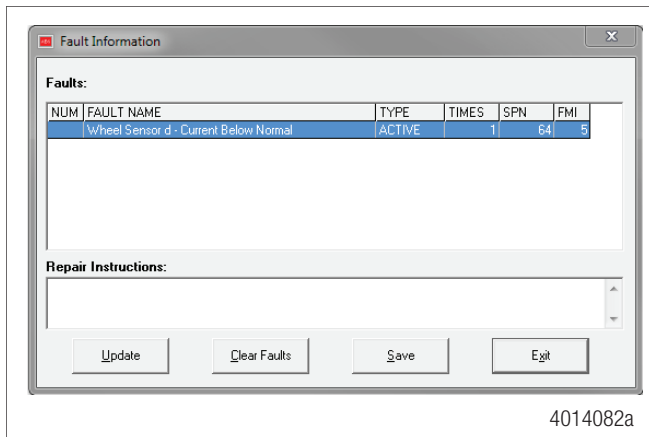 Fault Information
Faults:
NUM FAULT NAME TYPE TIMES SPN FMI
Wheel Sensor d - Current Below Normal ACTIVE 1 64 5
Repair Instructions:
Update Clear Faults Save Exit
4014082a